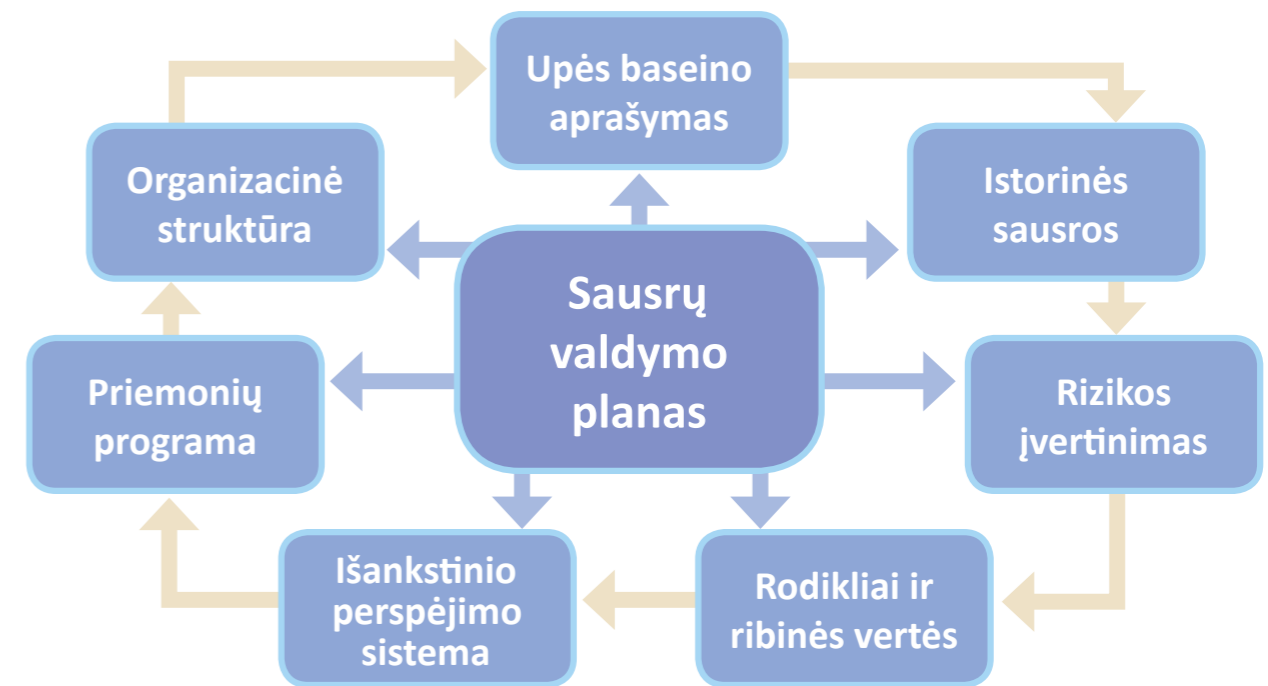 Upės baseino
aprašymas
Organizacinė
struktūra
Istorinės
sausros
Sausrų
valdymo
planas
Priemonių
programa
Rizikos
įvertinimas
Išankstinio
perspėjimo
sistema
Rodikliai ir
ribinės vertės